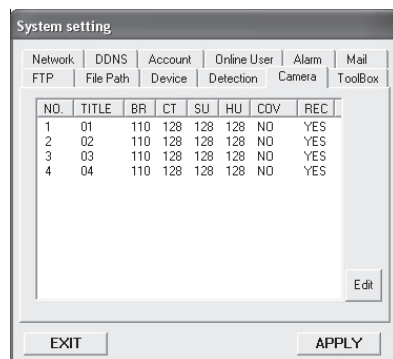 System setting
Network DDNS Account Online User Alarm Mail
FTP File Path Device Detection Camera ToolBox
NO. TITLE BR CT SU HU COV REC
1 01 110 128 128 128 NO YES
2 02 110 128 128 128 NO YES
3 03 110 128 128 128 NO YES
4 04 110 128 128 128 NO YES
Edit
EXIT APPLY